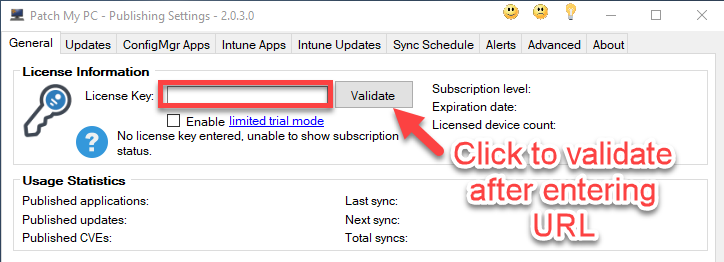 Patch My PC - Publishing Settings - 2.0.3.0
General Updates ConfigMgr Apps Intune Apps Intune Updates Sync Schedule Alerts Advanced About
License Information
License Key: Validate
Enable limited trial mode
No license key entered, unable to show subscription
status.
Subscription level:
Expiration date:
Licensed device count:
Click to validate
after entering
URL
Usage Statistics
Published applications: Last sync:
Published updates: Next sync:
Published CVEs: Total syncs: